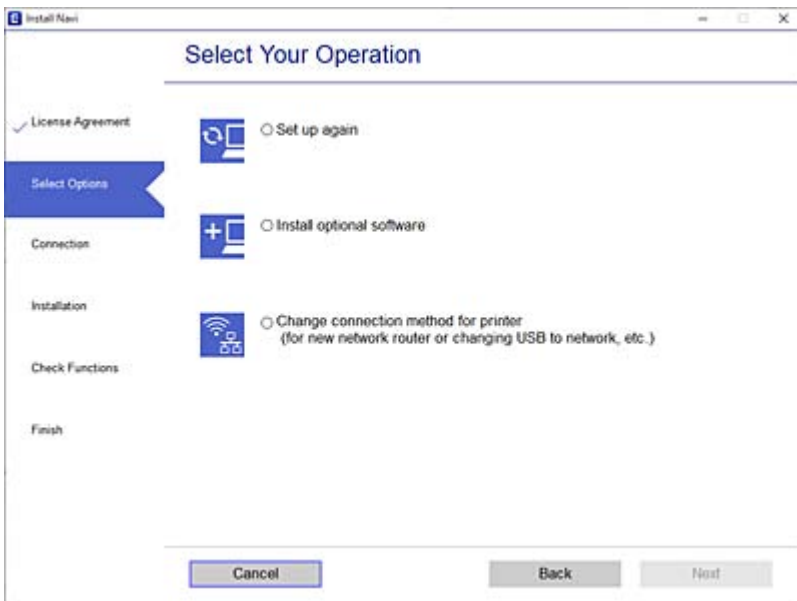 Install Navi
Select Your Operation
License Agreement
Select Options
Connection
Installation
Check Functions
Finish
Set up again
Install optional software
Change connection method for printer
(for new network router or changing USB to network, etc.)
Cancel
Back
Next